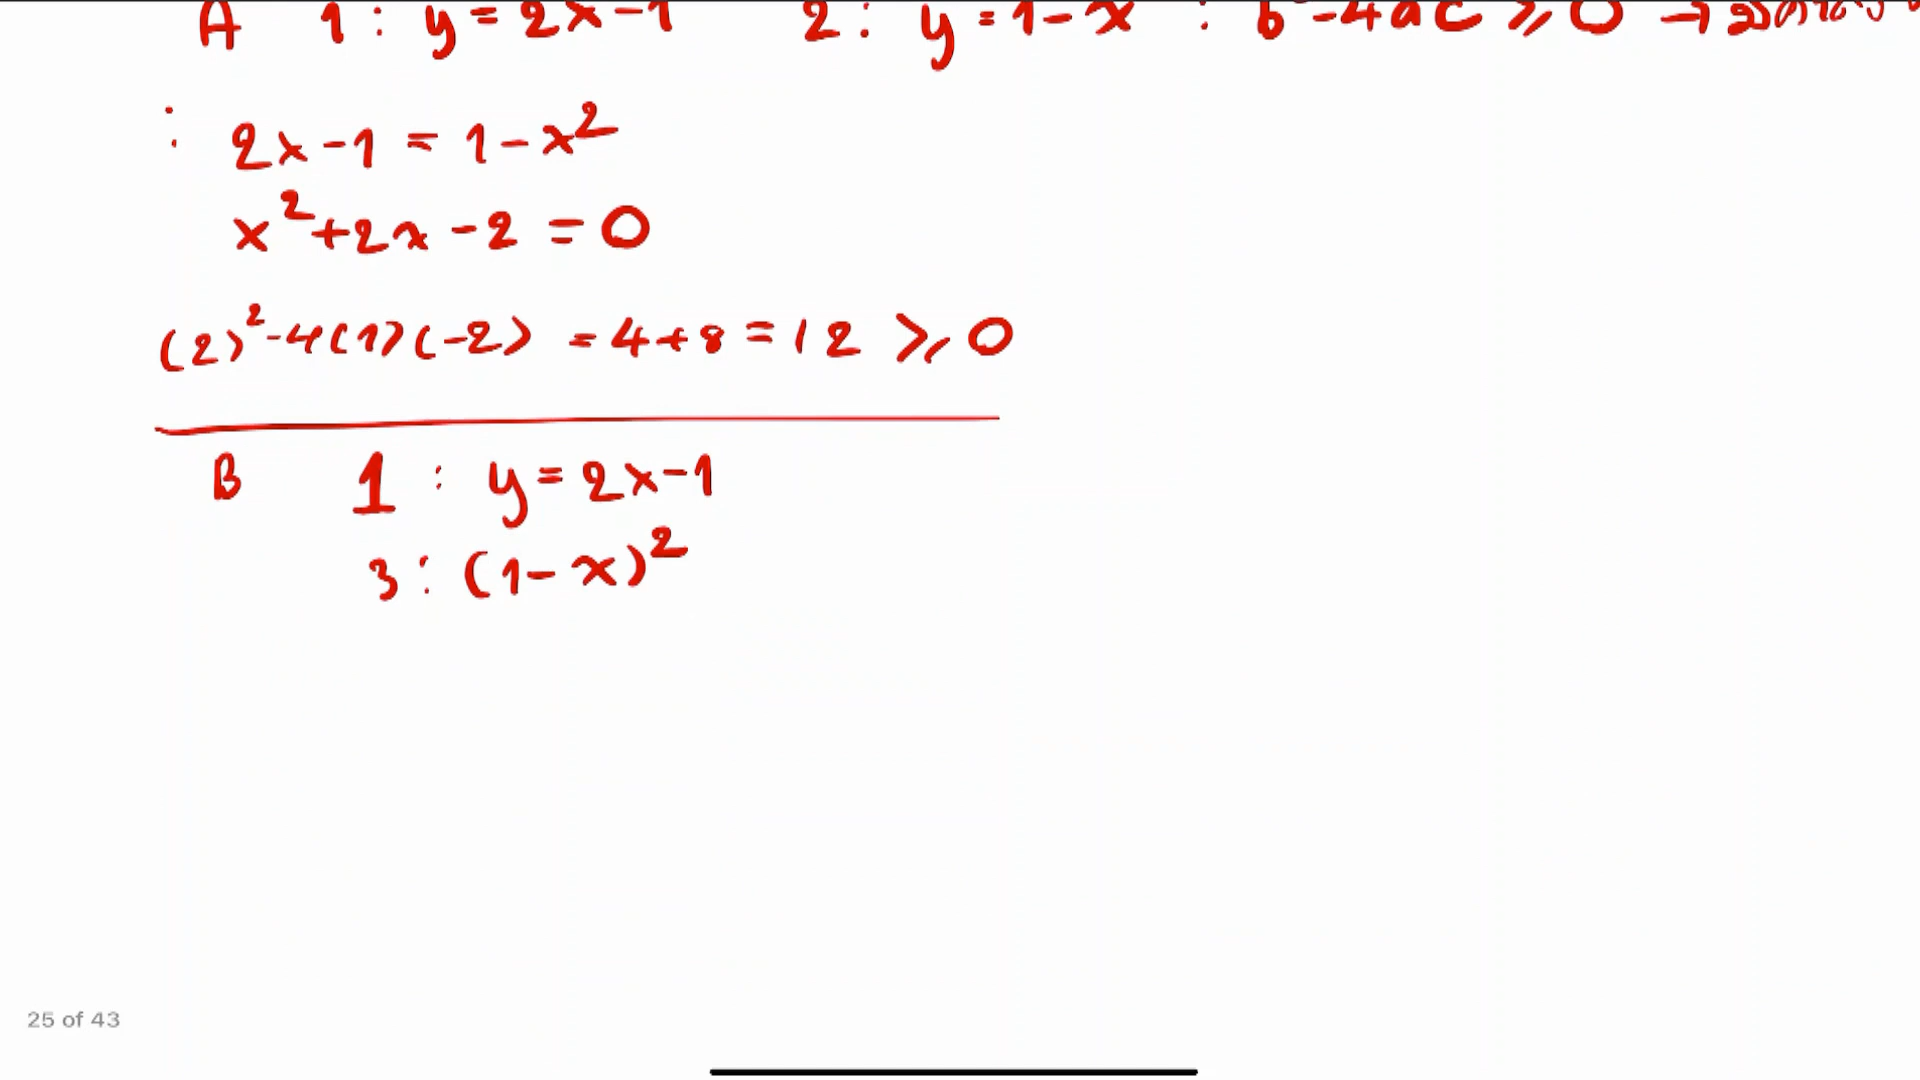 A 1: y=2x-1 2: y=1-x : b-4ac ≥ 0 →
: 2x-1 = 1-x²
x²+2x-2 = 0
(2)²-4(1)(-2) = 4+8 = 12 ≥ 0
B 1 : y=2x-1
3 : (1-x)²
25 of 43